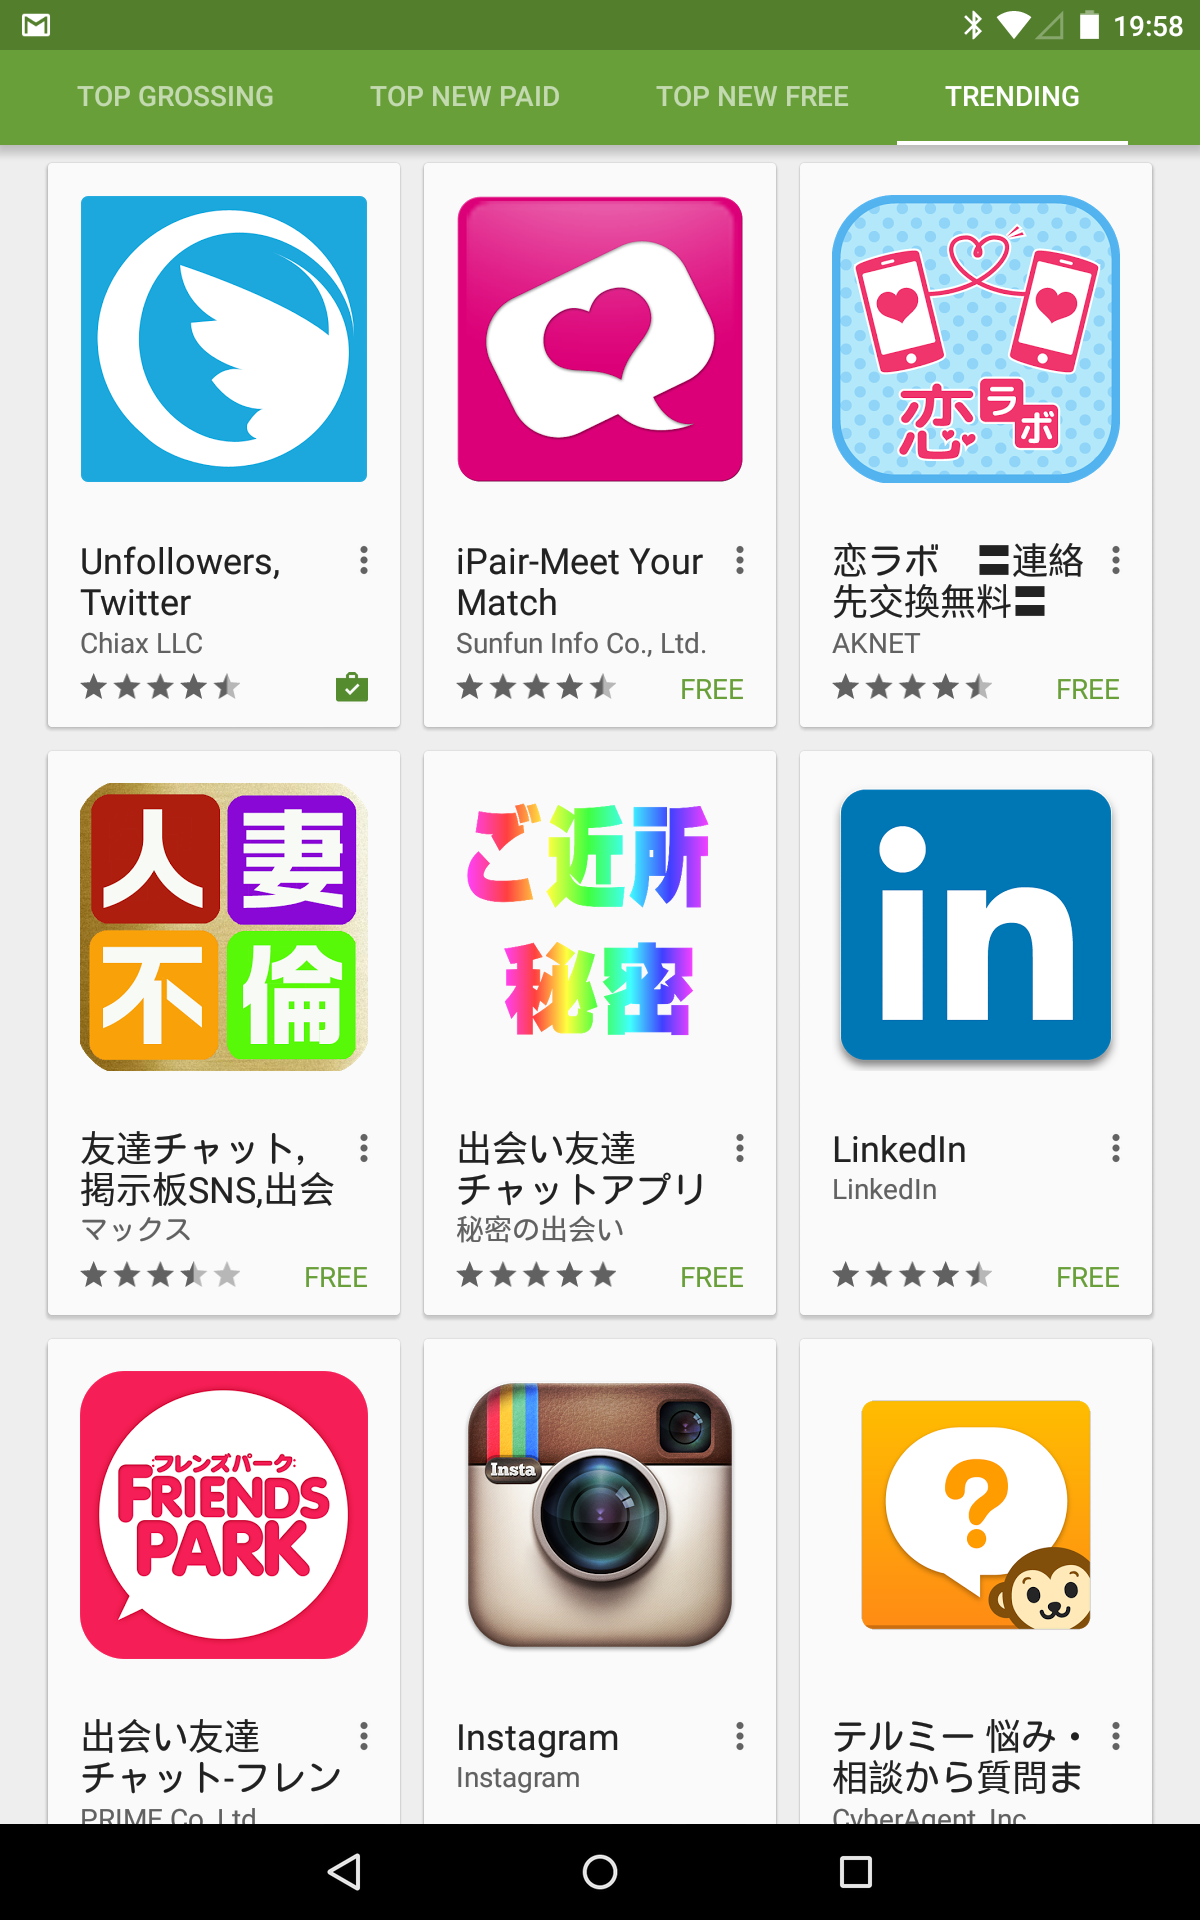 19:58
TOP GROSSING
TOP NEW PAID
TOP NEW FREE
TRENDING
恋ラボ
Unfollowers,
Twitter
Chiax LLC
iPair-Meet Your
Match
Sunfun Info Co., Ltd.
FREE
恋ラボ 〓連絡
先交換無料〓
AKNET
FREE
人妻
不倫
ご近所
秘密
in
友達チャット,
掲示板SNS,出会
マックス
FREE
出会い友達
チャットアプリ
秘密の出会い
FREE
LinkedIn
LinkedIn
FREE
フレンズパーク
FRIENDS
PARK
Insta
?
出会い友達
チャット-フレン
PRIME Co. Ltd
Instagram
Instagram
テルミー 悩み・
相談から質問ま
CyberAgent, Inc